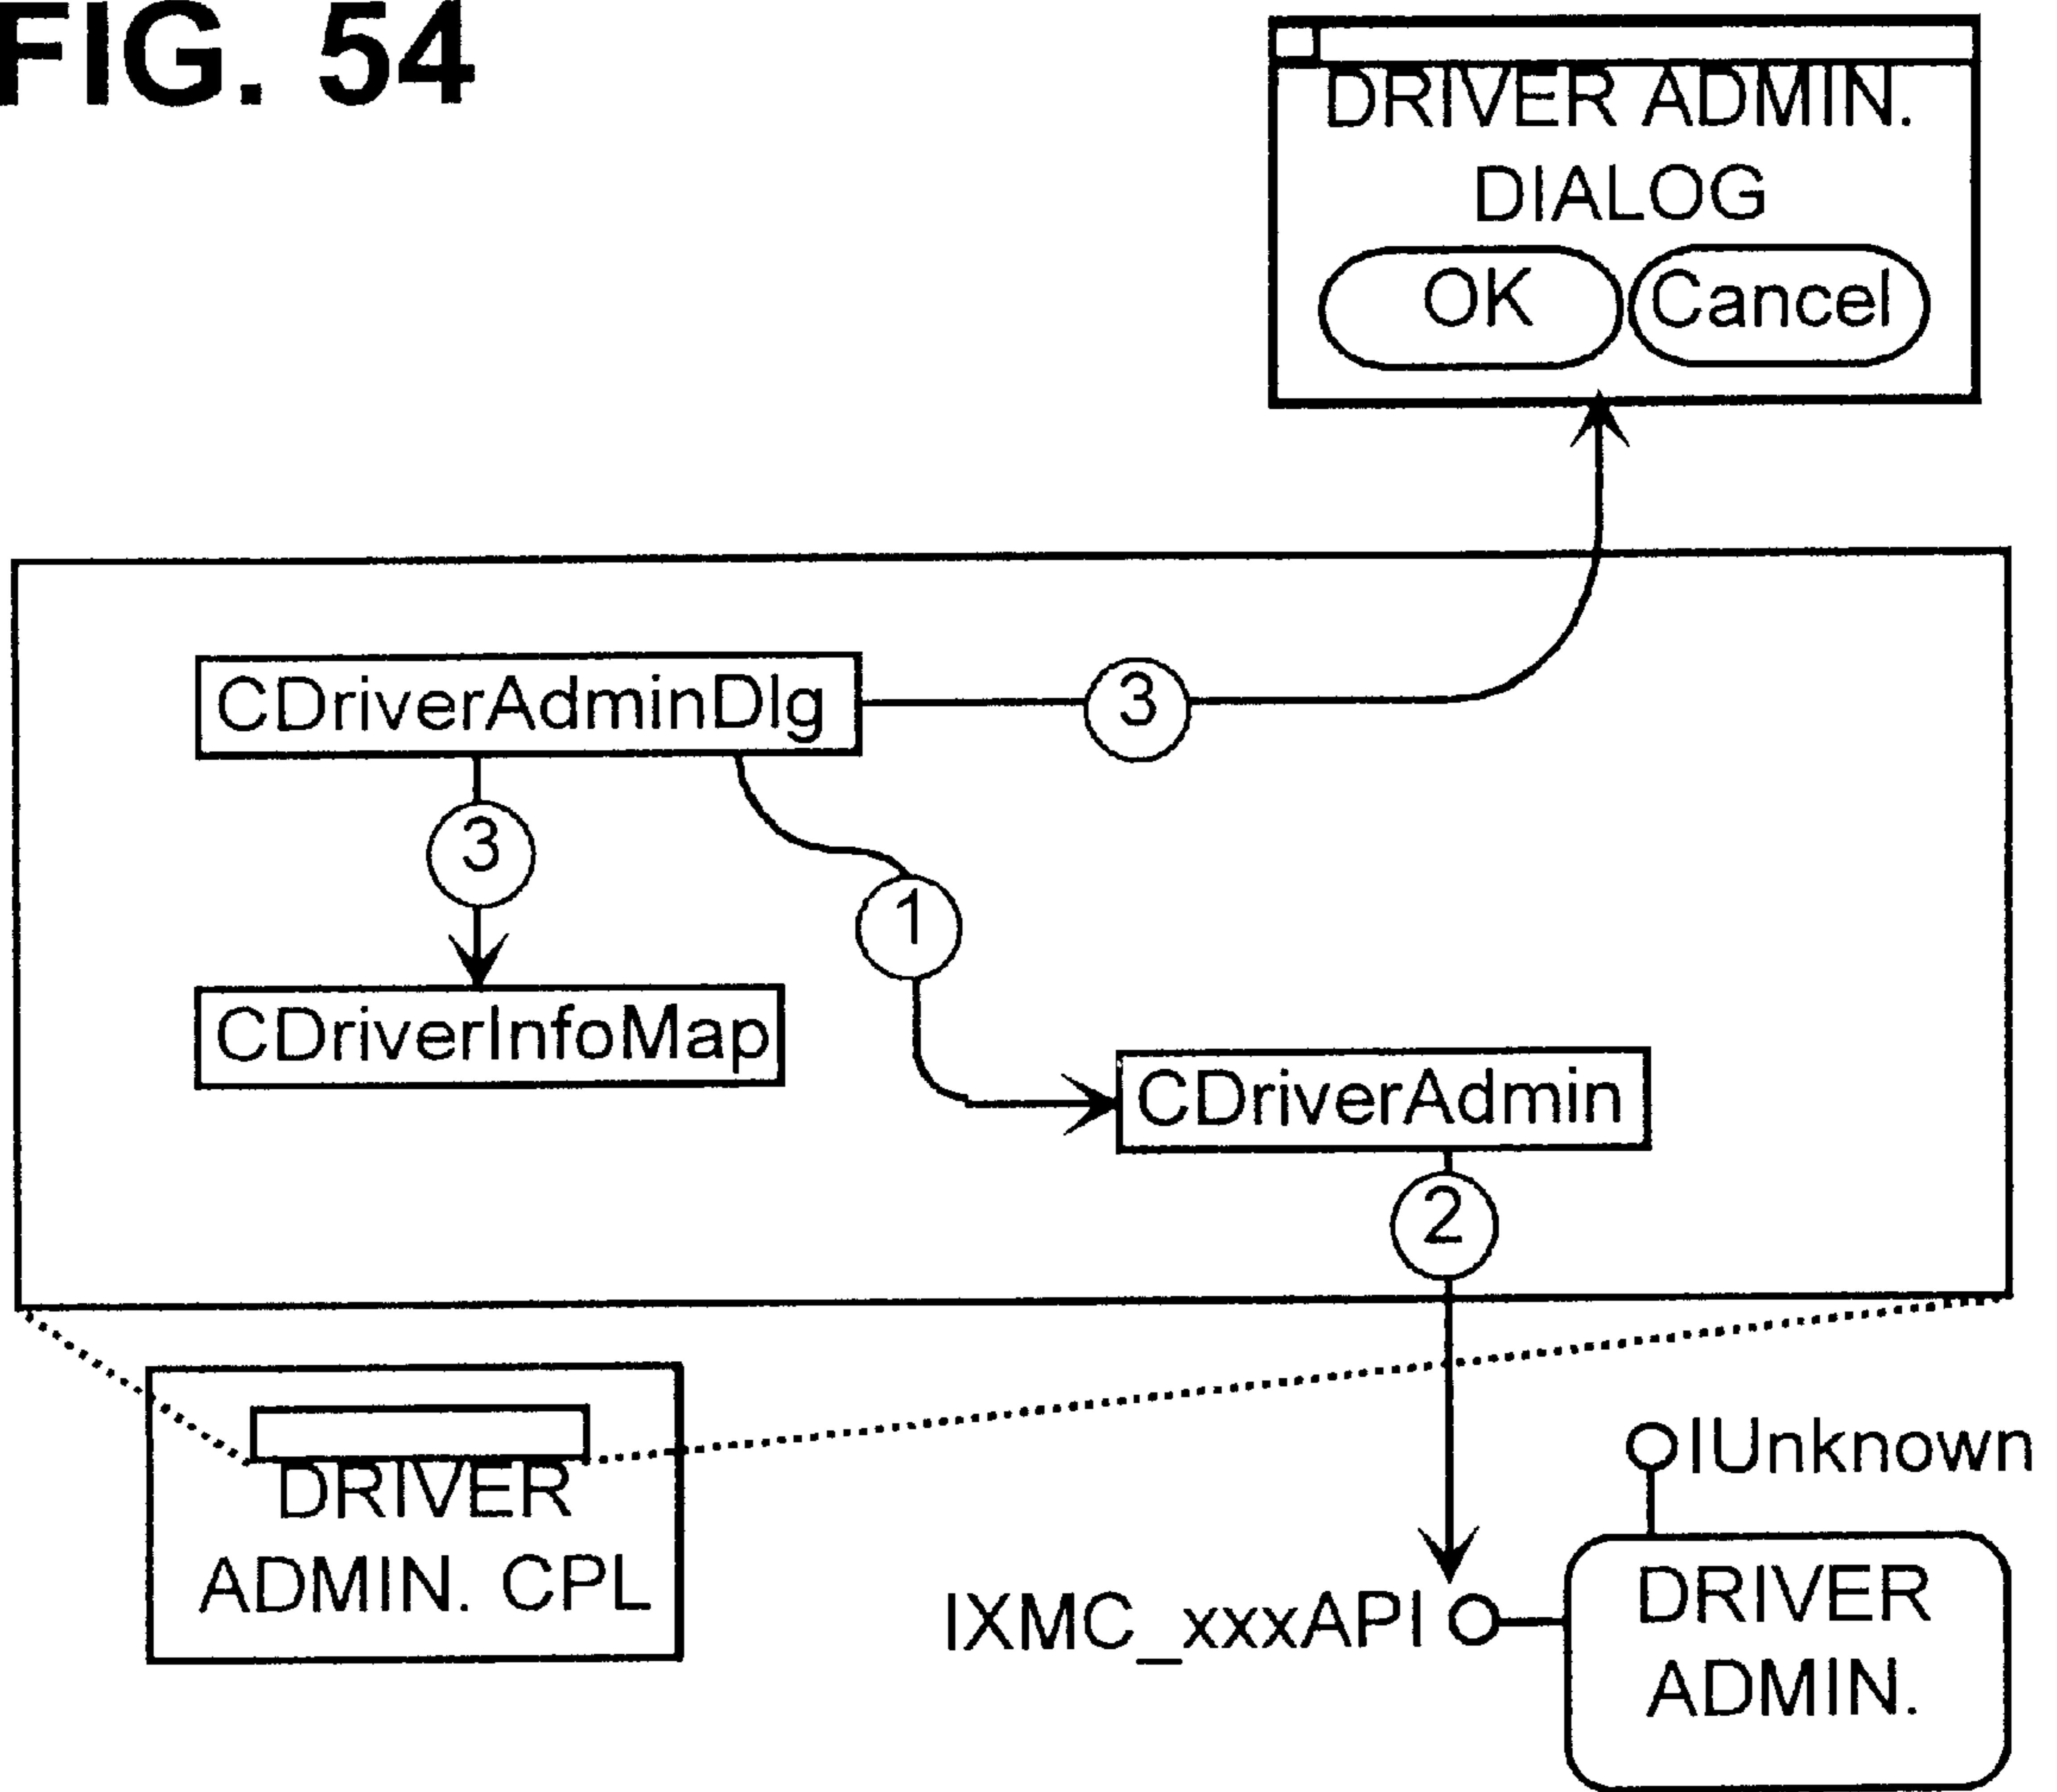 FIG. 54
DRIVER ADMIN.
DIALOG
OK
Cancel
CDriverAdminDlg
3
3
1
CDriverInfoMap
CDriverAdmin
2
DRIVER
ADMIN. CPL
IUnknown
IXMC_xxxAPI
DRIVER
ADMIN.